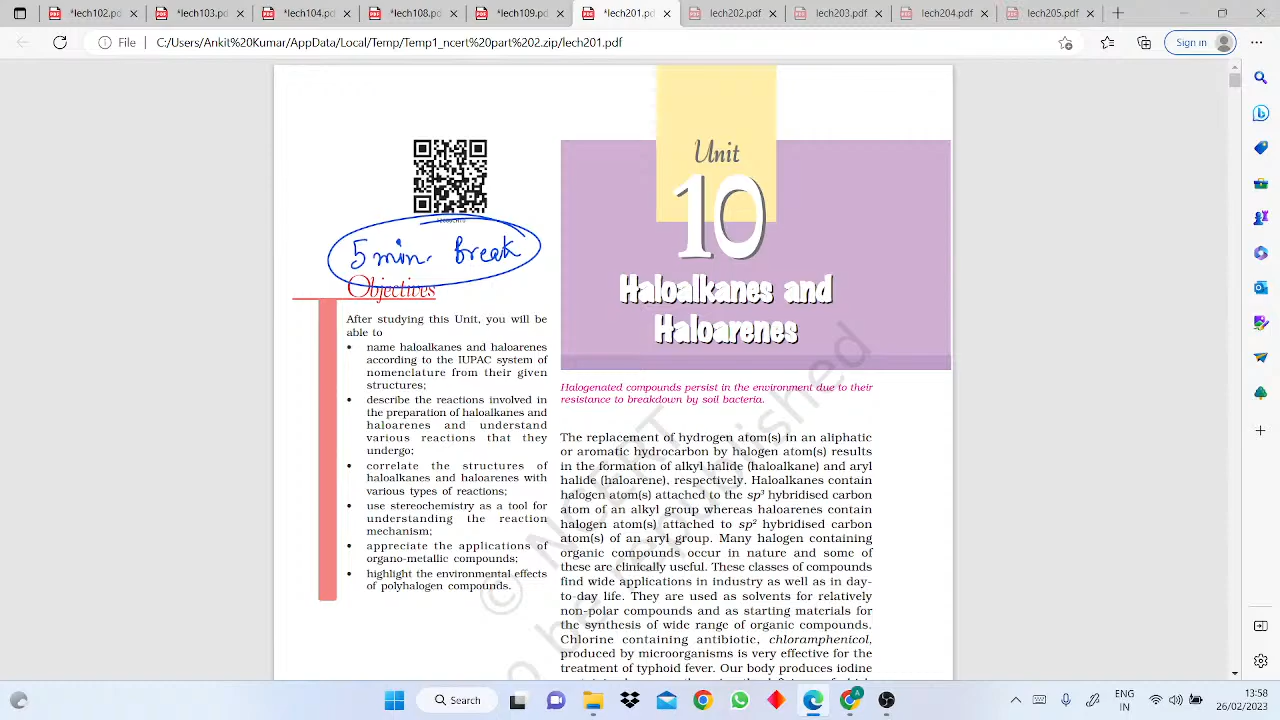 *lech102.pdf
*lech103.pdf
*lech104.pdf
*lech108.pdf
*lech109.pdf
*lech201.pdf
lech202.pdf
lech203.pdf
lech204.pdf
lech205.pdf
File
C:/Users/Ankit%20Kumar/AppData/Local/Temp/Temp1_ncert%20part%002.zip/lech201.pdf
Sign in
5 min. break
Objectives
After studying this Unit, you will be
able to
• name haloalkanes and haloarenes
according to the IUPAC system of
nomenclature from their given
structures;
• describe the reactions involved in
the preparation of haloalkanes and
haloarenes and understand
various reactions that they
undergo;
• correlate the structures of
haloalkanes and haloarenes with
various types of reactions;
• use stereochemistry as a tool for
understanding the reaction
mechanism;
• appreciate the applications of
organo-metallic compounds;
• highlight the environmental effects
of polyhalogen compounds.
Unit
10
Haloalkanes and
Haloarenes
Halogenated compounds persist in the environment due to their
resistance to breakdown by soil bacteria.
The replacement of hydrogen atom(s) in an aliphatic
or aromatic hydrocarbon by halogen atom(s) results
in the formation of alkyl halide (haloalkane) and aryl
halide (haloarene), respectively. Haloalkanes contain
halogen atom(s) attached to the sp³ hybridised carbon
atom of an alkyl group whereas haloarenes contain
halogen atom(s) attached to sp² hybridised carbon
atom(s) of an aryl group. Many halogen containing
organic compounds occur in nature and some of
these are clinically useful. These classes of compounds
find wide applications in industry as well as in day-
to-day life. They are used as solvents for relatively
non-polar compounds and as starting materials for
the synthesis of wide range of organic compounds.
Chlorine containing antibiotic, chloramphenicol,
produced by microorganisms is very effective for the
treatment of typhoid fever. Our body produces iodine
© NCERT
o be republished
Search
ENG
IN
13:58
26/02/2023